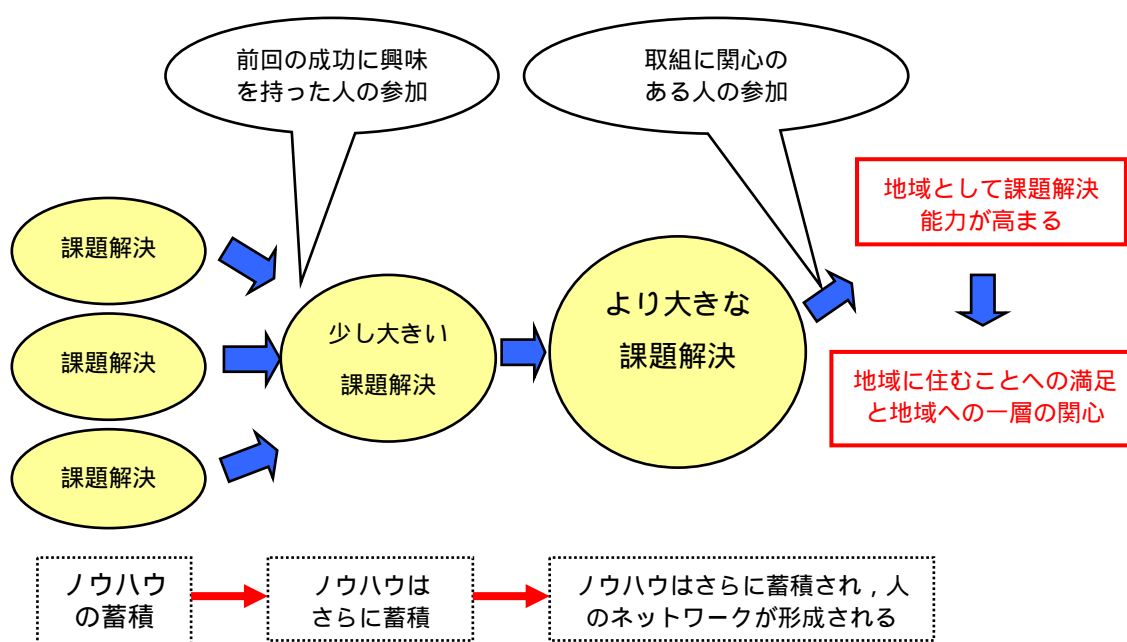 前回の成功に興味
を持った人の参加
取組に関心の
ある人の参加
課題解決
課題解決
課題解決
少し大きい
課題解決
より大きな
課題解決
地域として課題解決
能力が高まる
地域に住むことへの満足
と地域への一層の関心
ノウハウ
の蓄積
ノウハウは
さらに蓄積
ノウハウはさらに蓄積され，人
のネットワークが形成される